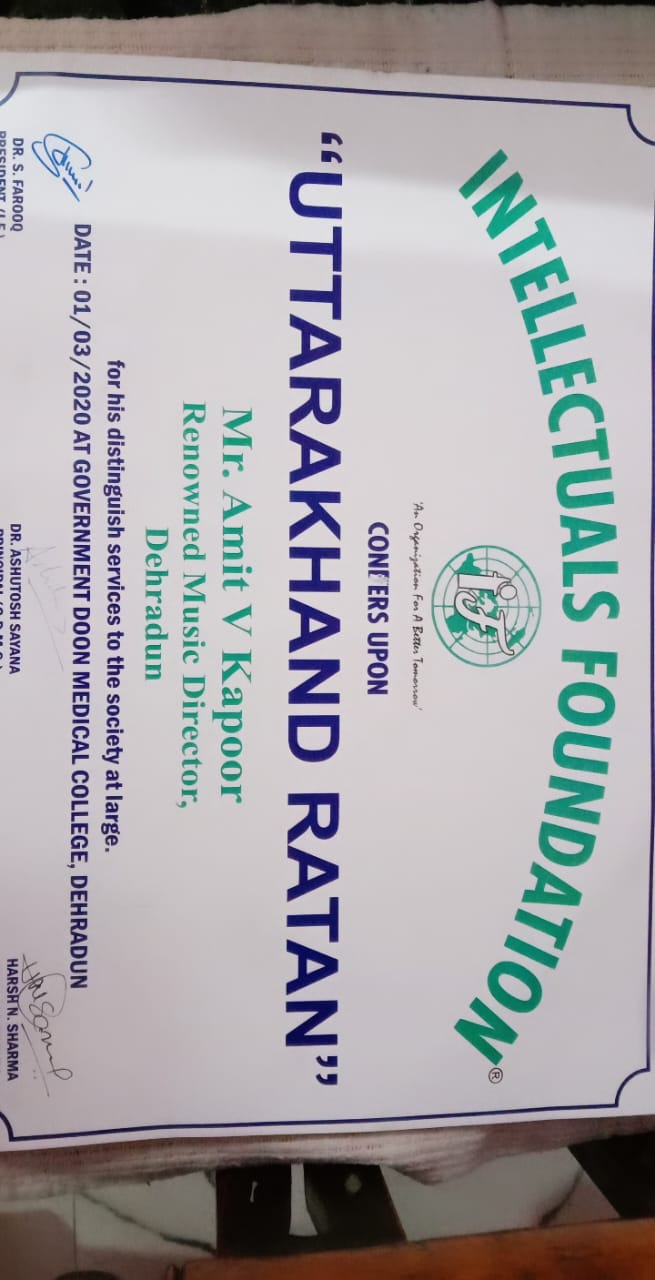 INTELLECTUALS FOUNDATION®
iF
'An Organization For A Better Tomorrow'
CONFERS UPON
“UTTARAKHAND RATAN”
Mr. Amit V Kapoor
Renowned Music Director,
Dehradun
for his distinguish services to the society at large.
DATE : 01/03/2020 AT GOVERNMENT DOON MEDICAL COLLEGE, DEHRADUN
DR. S. FAROOQ
PRESIDENT (I.F.)
DR. ASHUTOSH SAYANA
PRINCIPAL (G.D.M.C.)
HARSH N. SHARMA